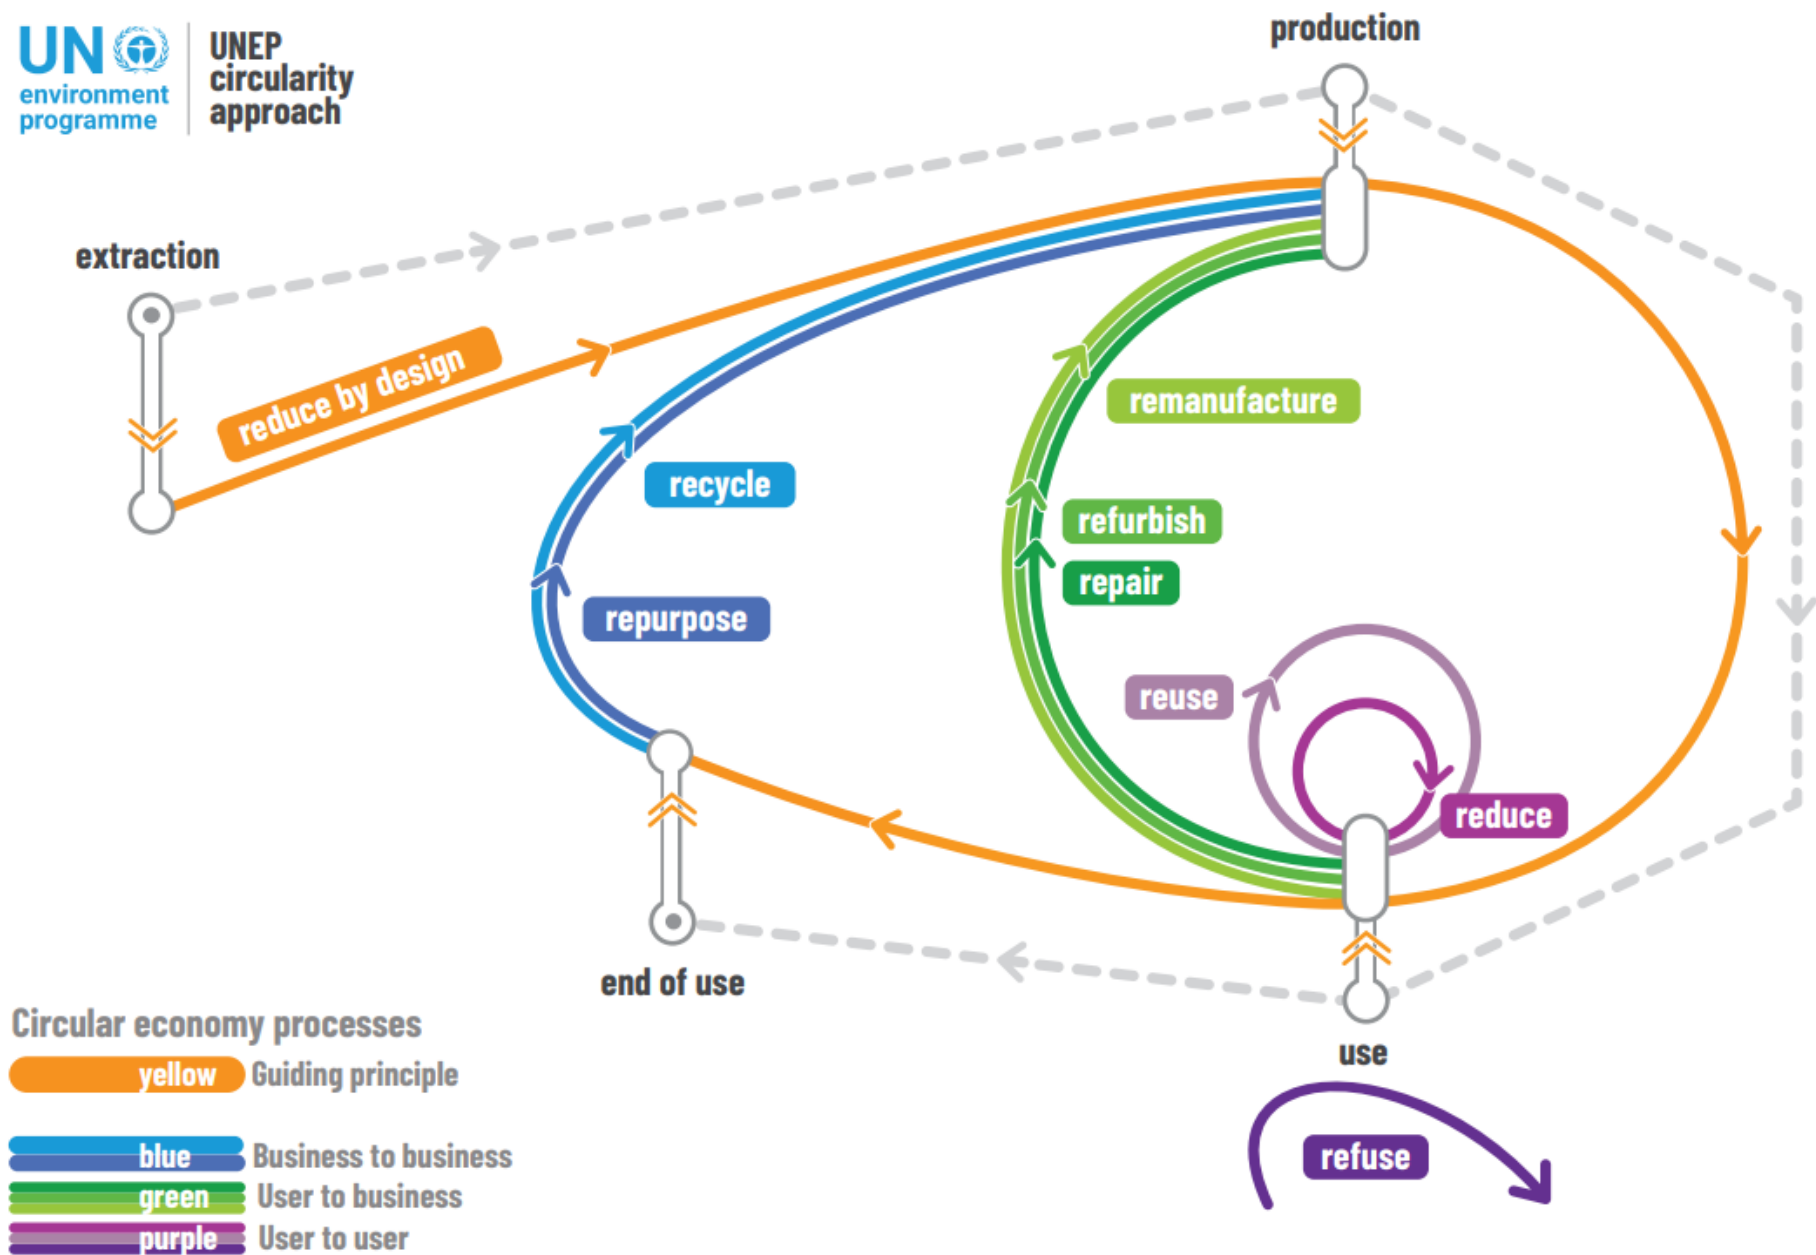 UN
environment
programme
UNEP
circularity
approach
production
extraction
reduce by design
remanufacture
recycle
refurbish
repair
repurpose
reuse
reduce
end of use
use
refuse
Circular economy processes
yellow Guiding principle
blue Business to business
green User to business
purple User to user